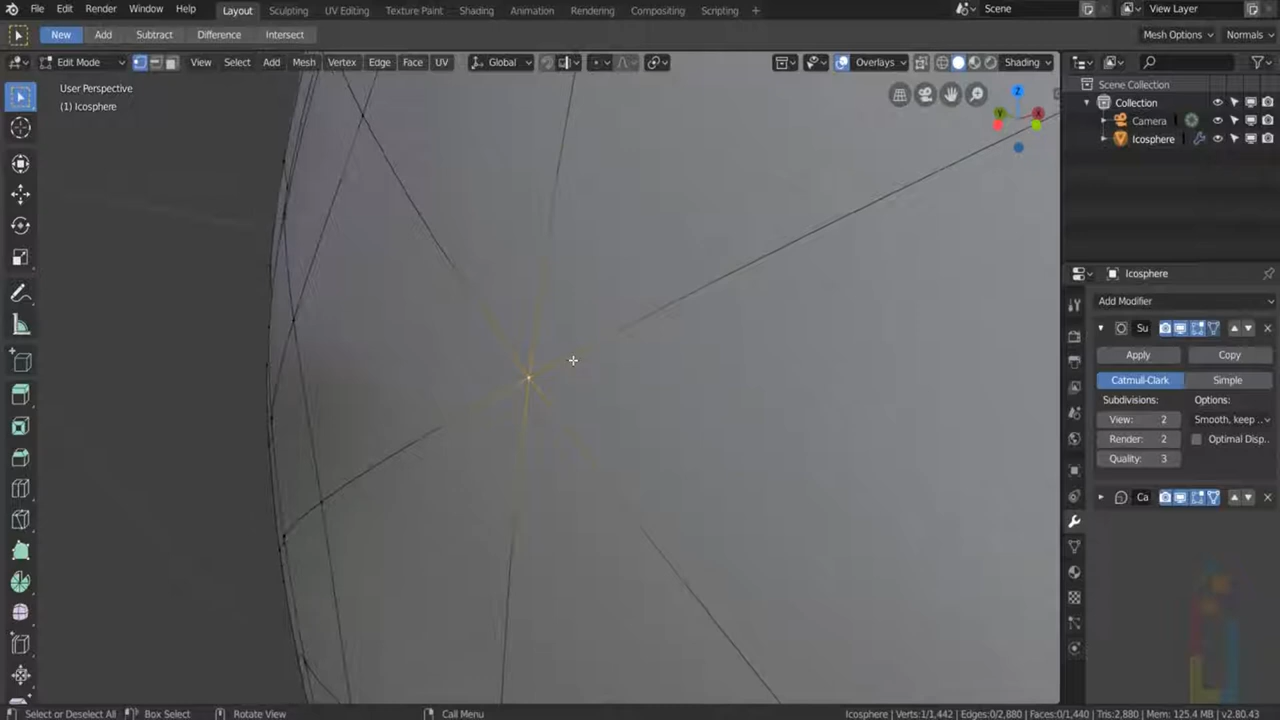 File Edit Render Window Help Layout Sculpting UV Editing Texture Paint Shading Animation Rendering Compositing Scripting + Scene View Layer
New Add Subtract Difference Intersect Mesh Options Normals
Edit Mode View Select Add Mesh Vertex Edge Face UV Global Overlays Shading
User Perspective
(1) Icosphere
Z
Y
X
Scene Collection
Collection
Camera
Icosphere
Icosphere
Add Modifier
Su
Apply Copy
Catmull-Clark Simple
Subdivisions: Options:
View: 2 Smooth, keep ..
Render: 2 Optimal Disp..
Quality: 3
Ca
Select or Deselect All Box Select Rotate View Call Menu Icosphere | Verts:1/1,442 | Edges:0/2,880 | Faces:0/1,440 | Tris:2,880 | Mem: 125.4 MB | v2.80.43